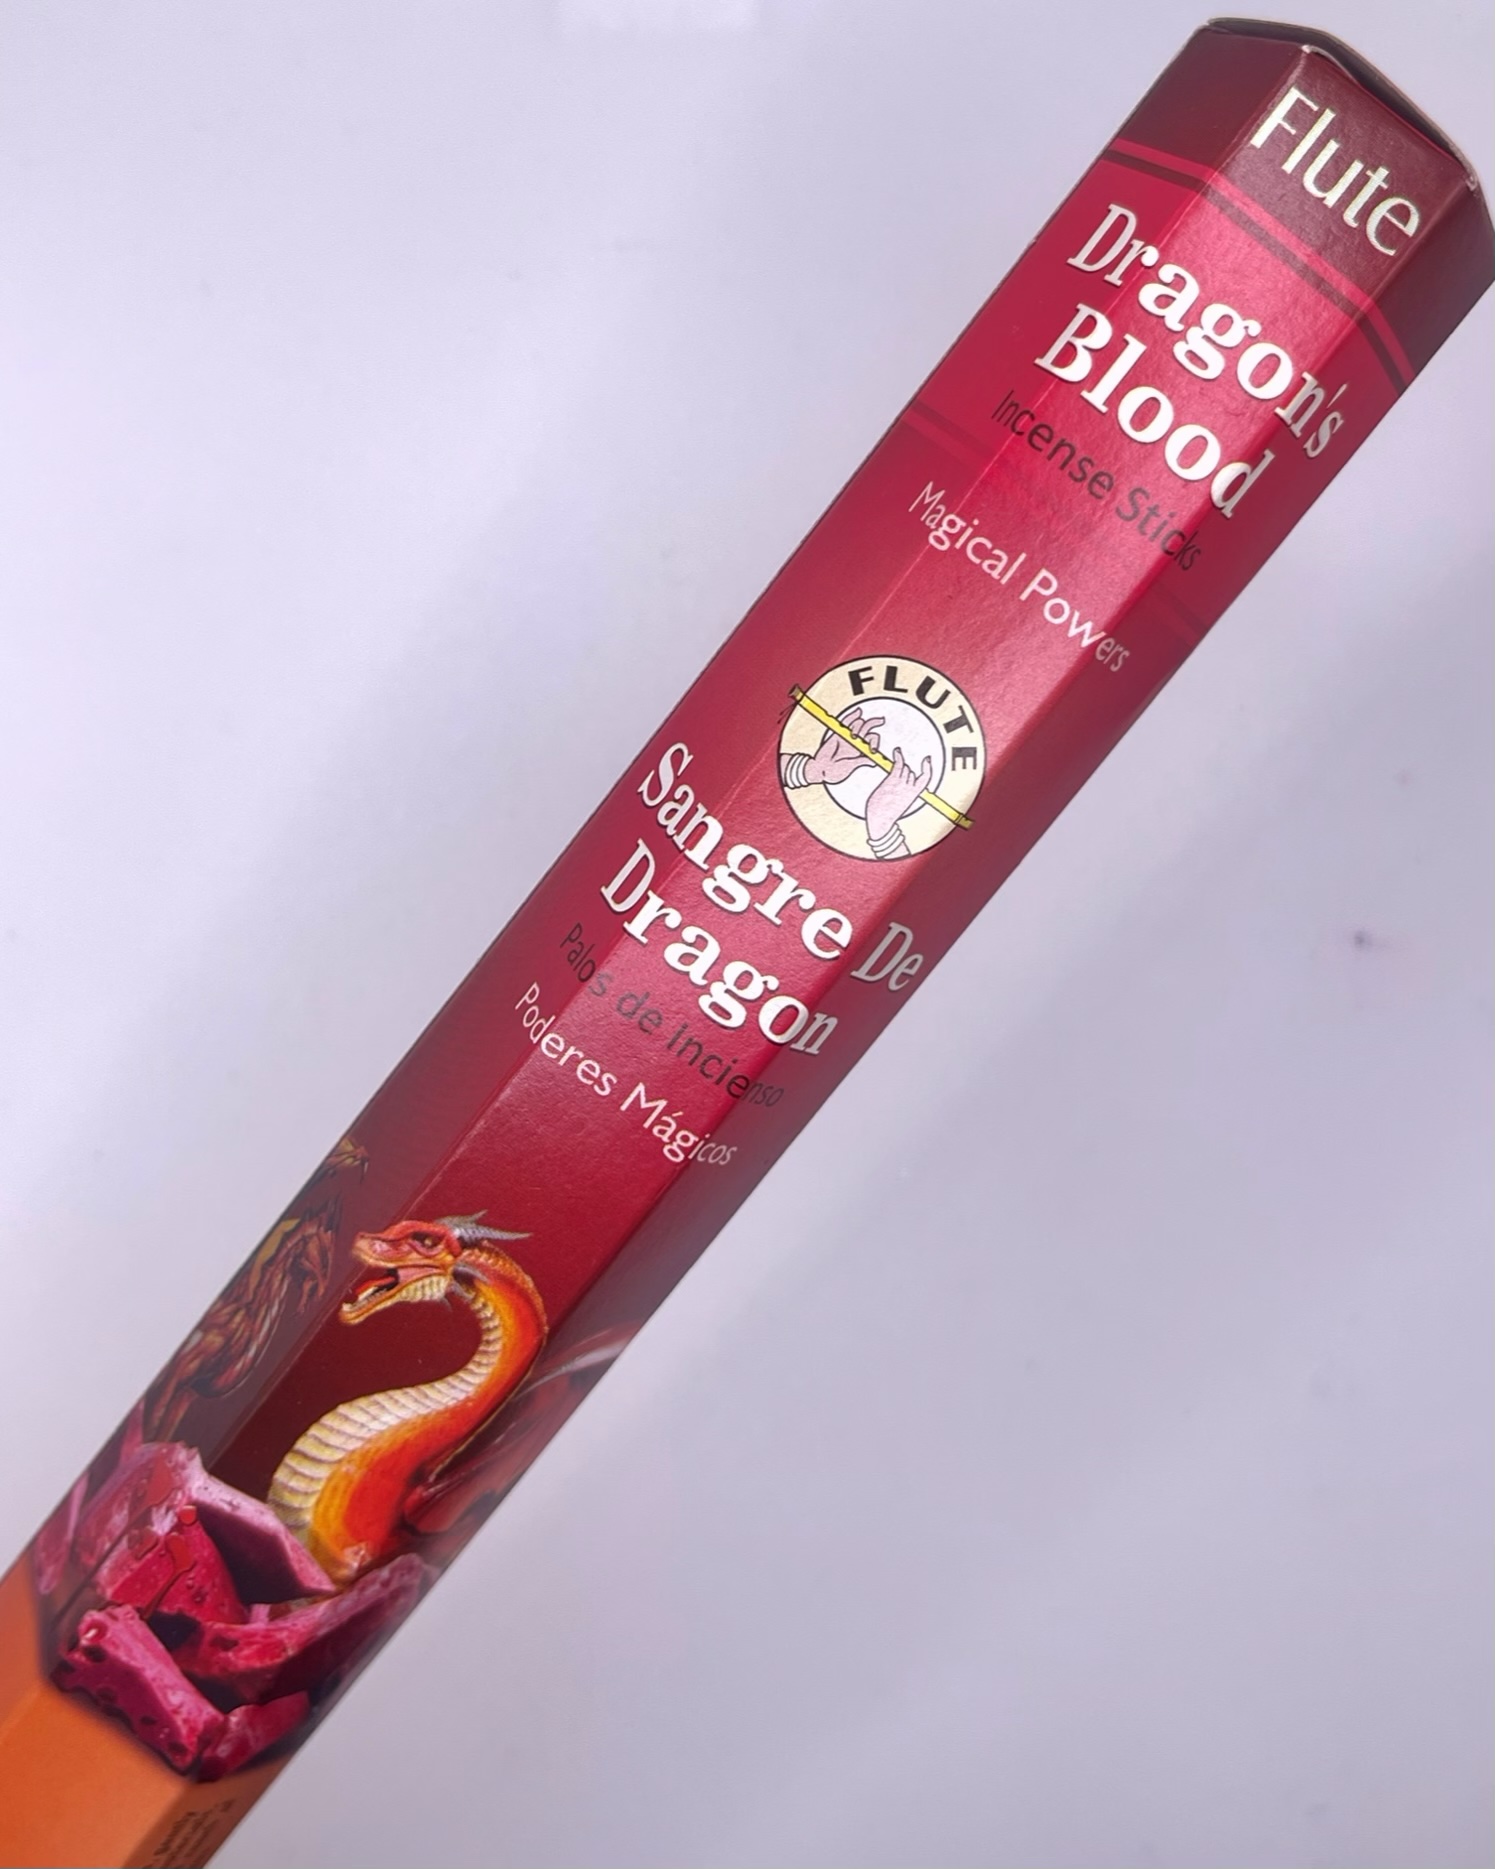 Flute
Dragon's
Blood
Incense Sticks
Magical Powers
FLUTE
Sangre De
Dragon
Palos de incienso
Poderes Mágicos